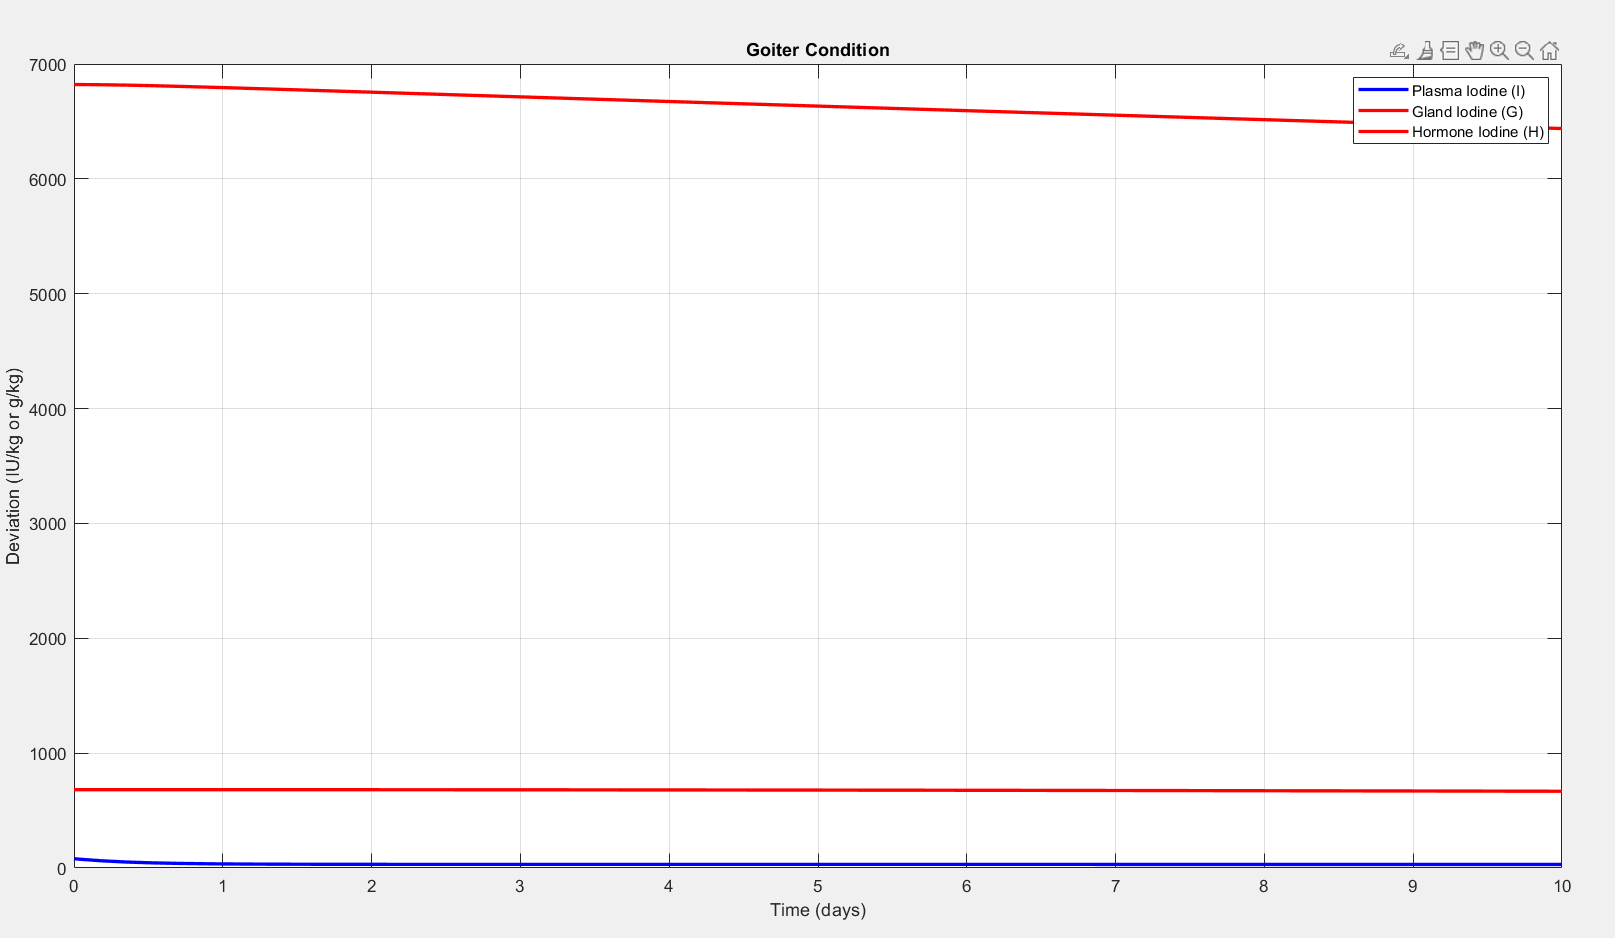 Goiter Condition
7000
6000
5000
4000
3000
2000
1000
0
Deviation (IU/kg or g/kg)
Plasma Iodine (I)
Gland Iodine (G)
Hormone Iodine (H)
0 1 2 3 4 5 6 7 8 9 10
Time (days)